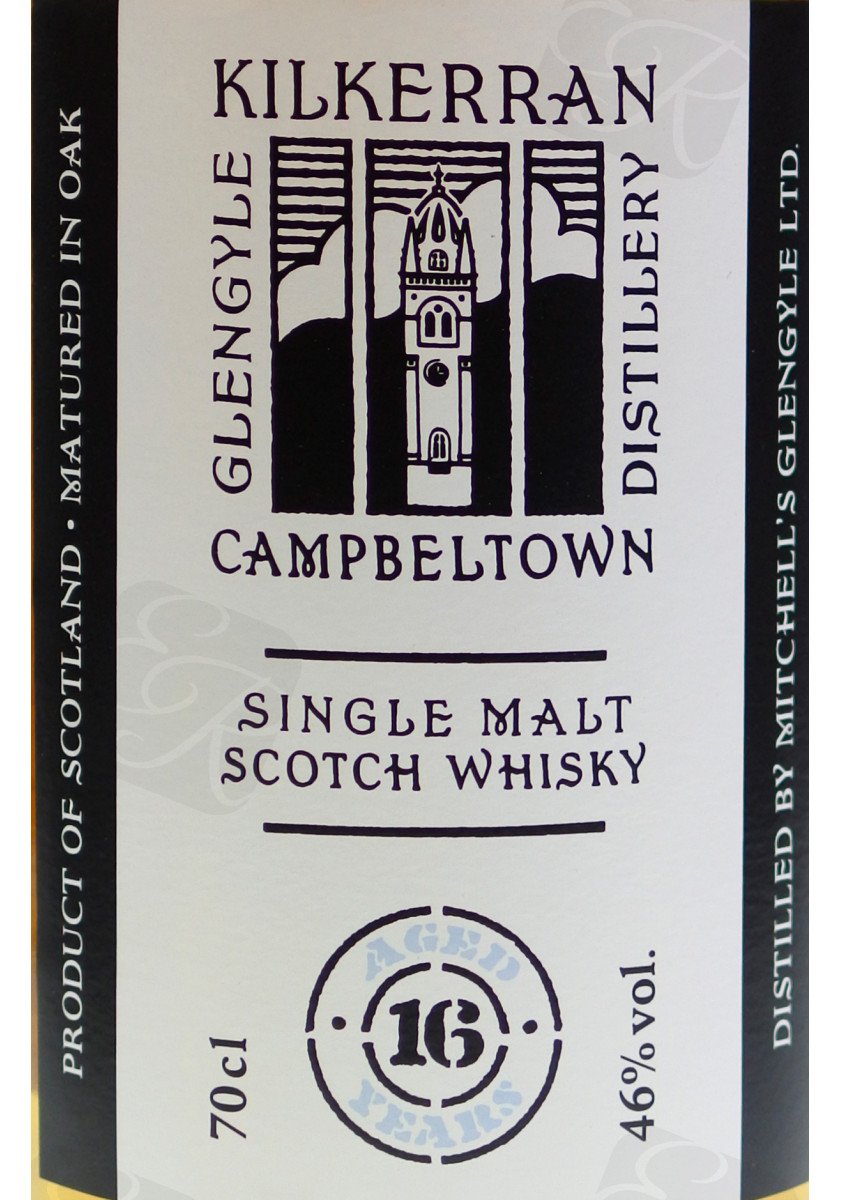 KILKERRAN
GLENGYLE
DISTILLERY
CAMPBELTOWN
SINGLE MALT
SCOTCH WHISKY
AGED
16
YEARS
70cl
46% vol.
PRODUCT OF SCOTLAND • MATURED IN OAK
DISTILLED BY MITCHELL'S GLENGYLE LTD.